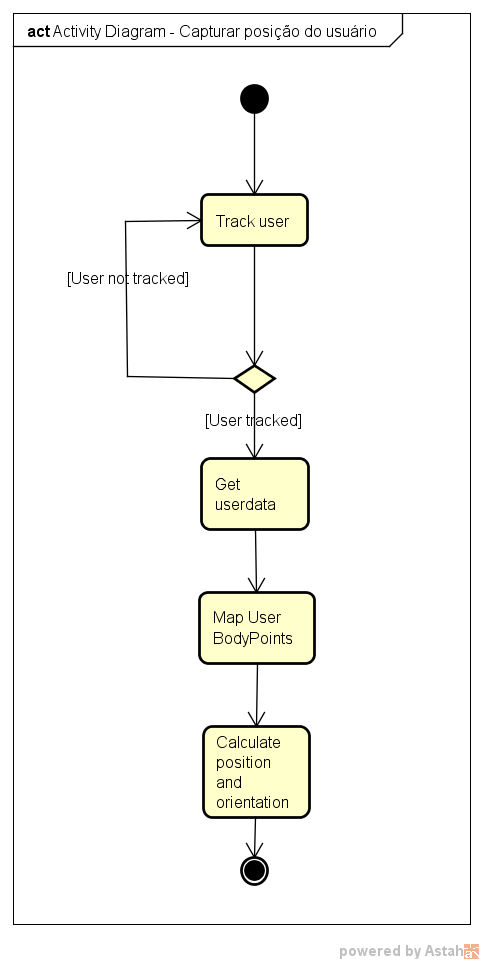 act Activity Diagram - Capturar posição do usuário
Track user
[User not tracked]
[User tracked]
Get
userdata
Map User
BodyPoints
Calculate
position
and
orientation
powered by Astah